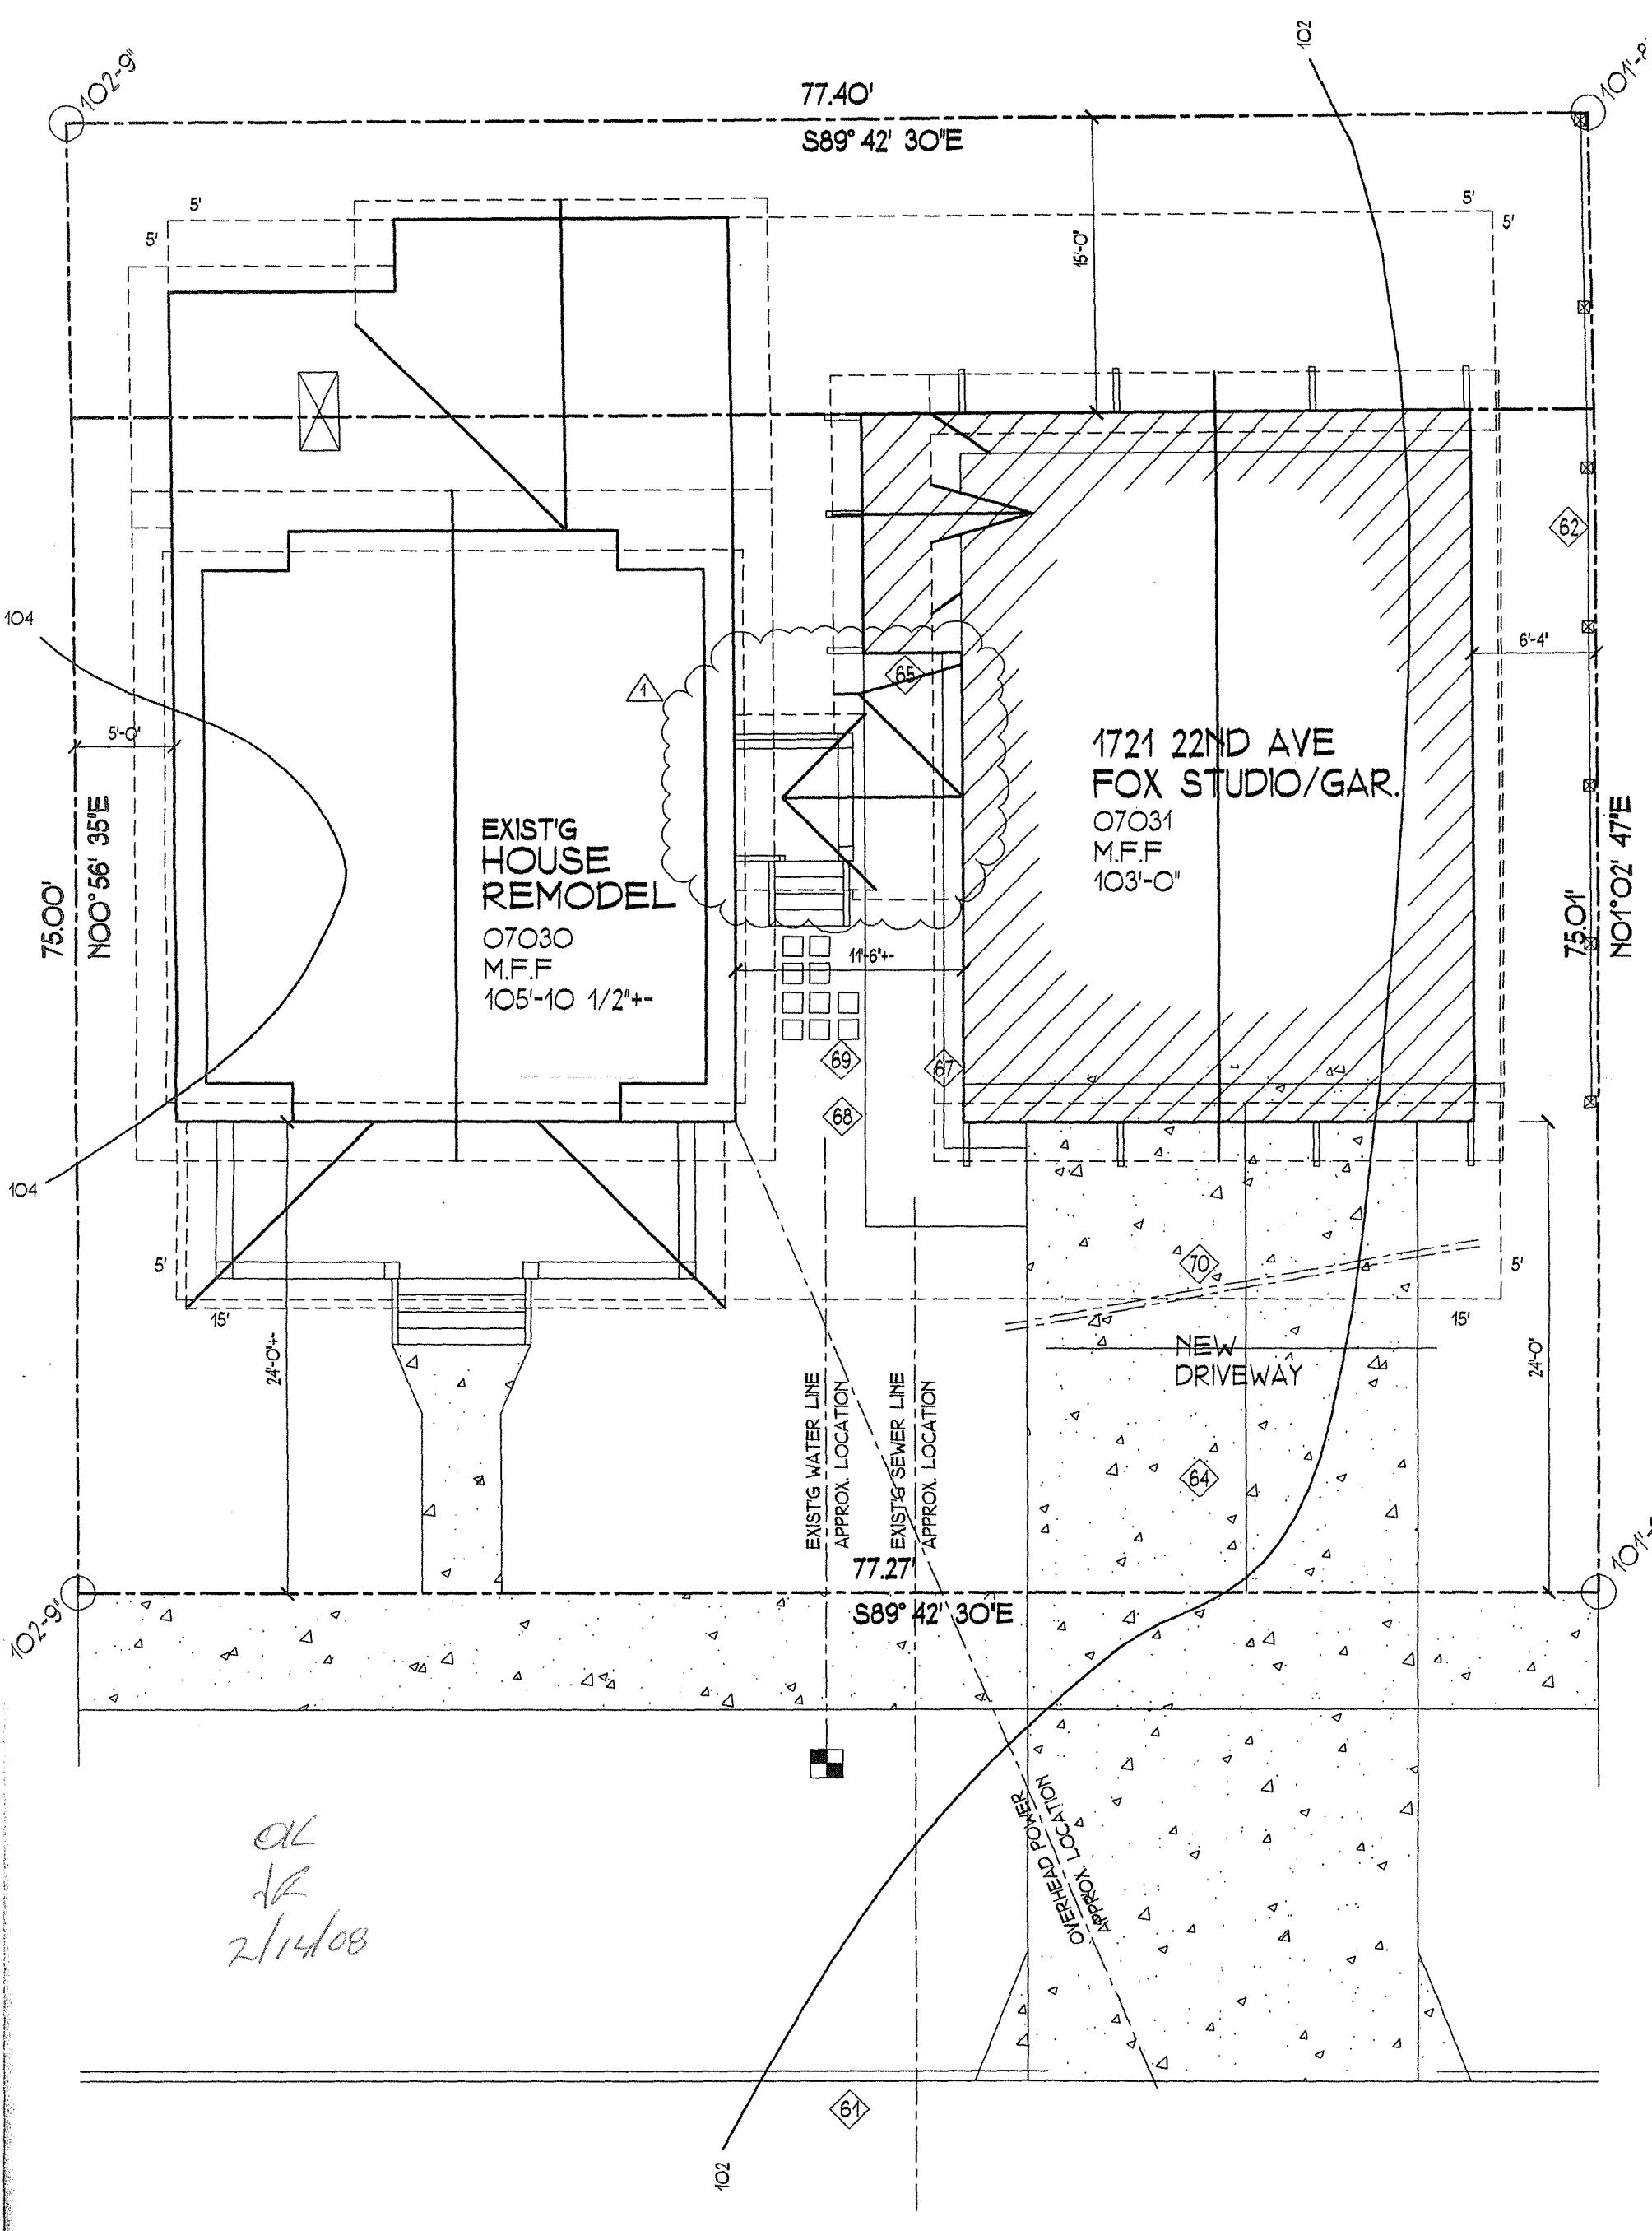 102
102-9"
77.40'
S89° 42' 30"E
5'
5'
5'
5'
15'-0"
62
104
65
1
6'-4"
5'-0"
1721 22ND AVE
FOX STUDIO/GAR.
07031
M.F.F
103'-0"
EXIST'G
HOUSE
REMODEL
07030
M.F.F
105'-10 1/2"+-
75.00'
N00° 56' 35"E
75.01'
N01° 02' 47"E
11'-6"+-
69
67
68
104
5'
70
5'
15'
15'
24'-0"+-
NEW
DRIVEWAY
24'-0"
EXIST'G WATER LINE
APPROX. LOCATION
EXIST'G SEWER LINE
APPROX. LOCATION
64
77.27'
S89° 42' 30"E
102-9"
OVERHEAD POWER
APPROX. LOCATION
OK
2/14/08
61
102